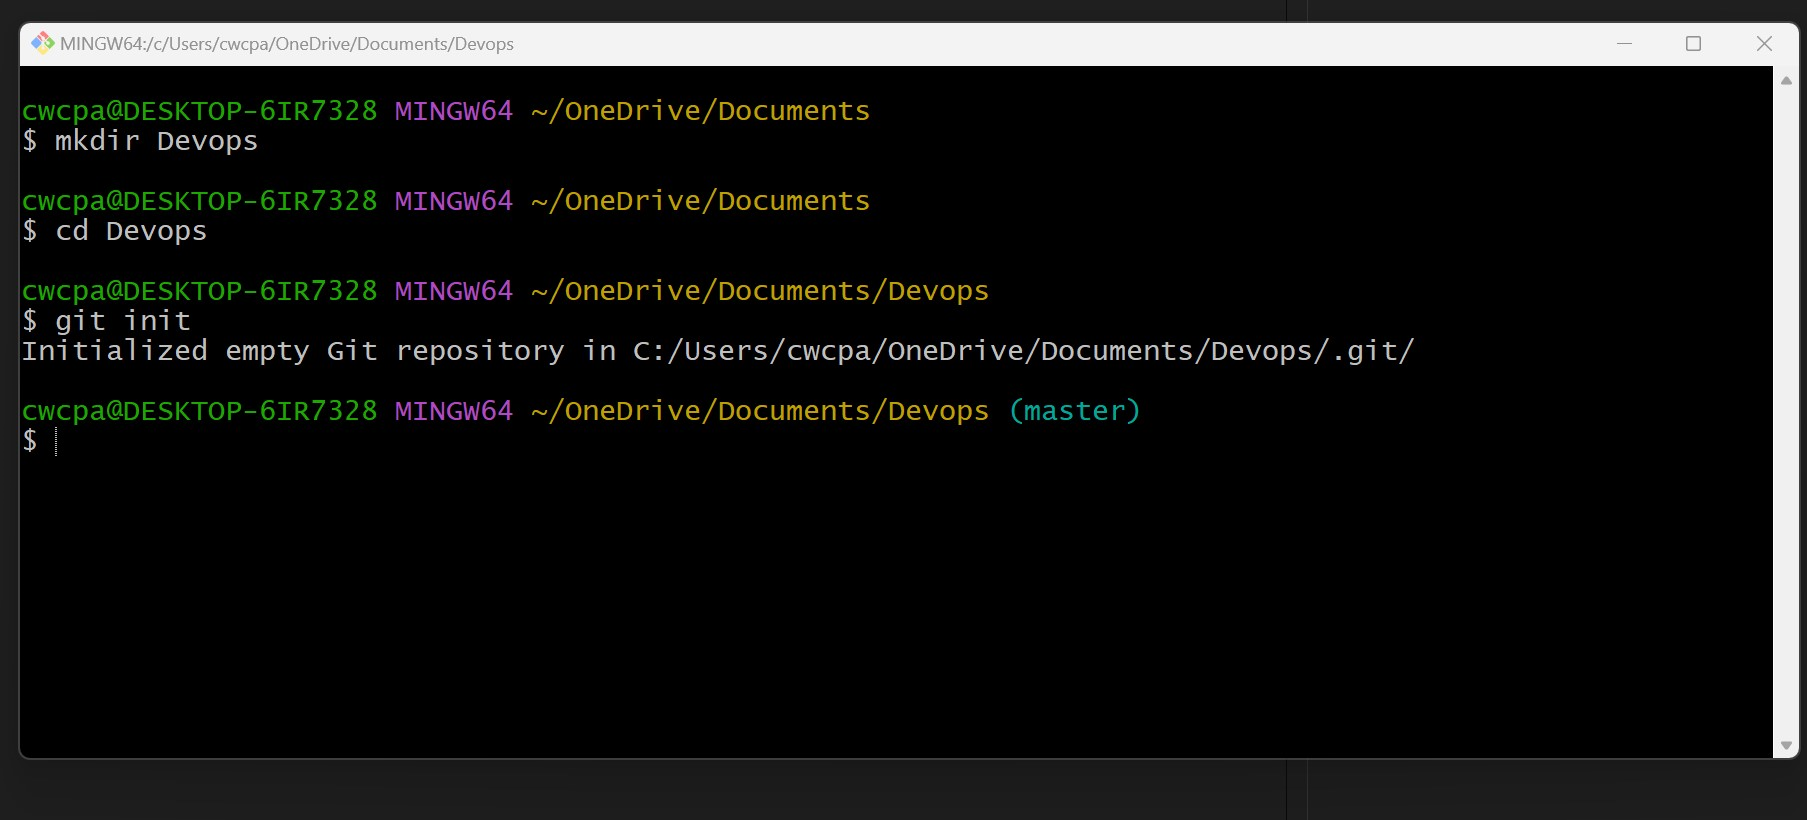 MINGW64:/c/Users/cwcpa/OneDrive/Documents/Devops
cwcpa@DESKTOP-6IR7328 MINGW64 ~/OneDrive/Documents
$ mkdir Devops
cwcpa@DESKTOP-6IR7328 MINGW64 ~/OneDrive/Documents
$ cd Devops
cwcpa@DESKTOP-6IR7328 MINGW64 ~/OneDrive/Documents/Devops
$ git init
Initialized empty Git repository in C:/Users/cwcpa/OneDrive/Documents/Devops/.git/
cwcpa@DESKTOP-6IR7328 MINGW64 ~/OneDrive/Documents/Devops (master)
$